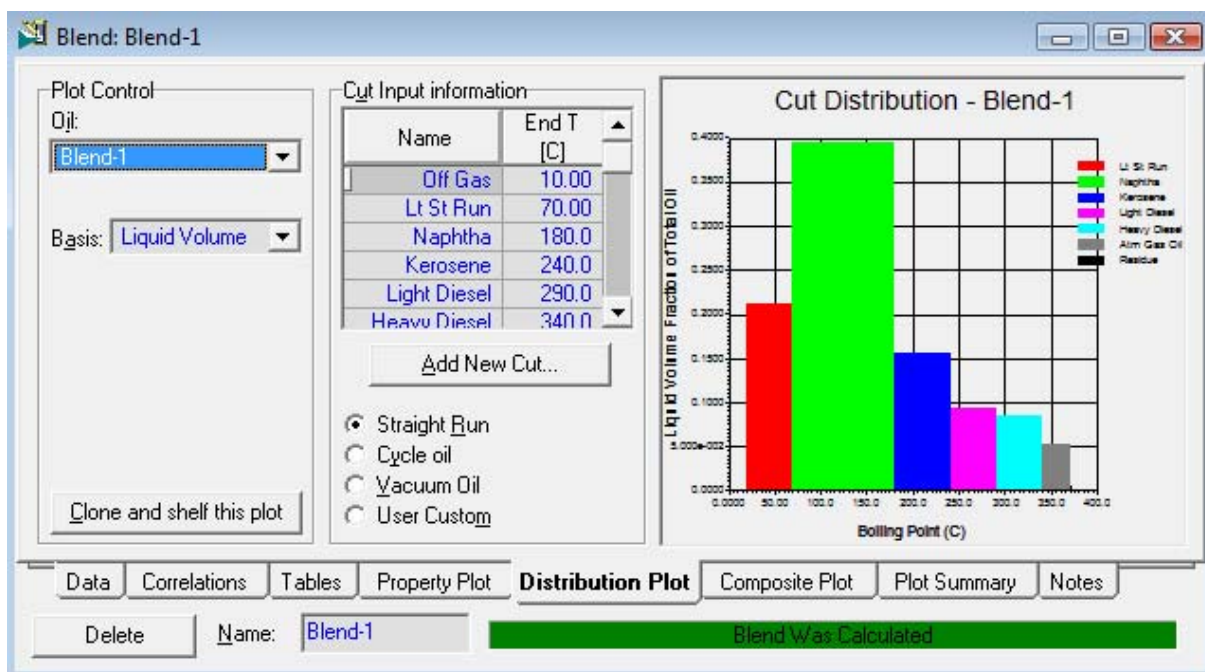 Blend: Blend-1
Plot Control
Oil:
Blend-1
Basis: Liquid Volume
Clone and shelf this plot
Cut Input information
Name End T [C]
Off Gas 10.00
Lt St Run 70.00
Naphtha 180.0
Kerosene 240.0
Light Diesel 290.0
Heavy Diesel 340.0
Add New Cut...
Straight Run
Cycle oil
Vacuum Oil
User Custom
Cut Distribution - Blend-1
Liquid Volume Fraction of Total Oil
0.4000
0.3500
0.3000
0.2500
0.2000
0.1500
0.1000
5.000e-002
0.0000
0.0000 50.00 100.0 150.0 200.0 250.0 300.0 350.0 400.0
Boiling Point (C)
Lt St Run
Naphtha
Kerosene
Light Diesel
Heavy Diesel
Atm Gas Oil
Residue
Data Correlations Tables Property Plot Distribution Plot Composite Plot Plot Summary Notes
Delete Name: Blend-1 Blend Was Calculated